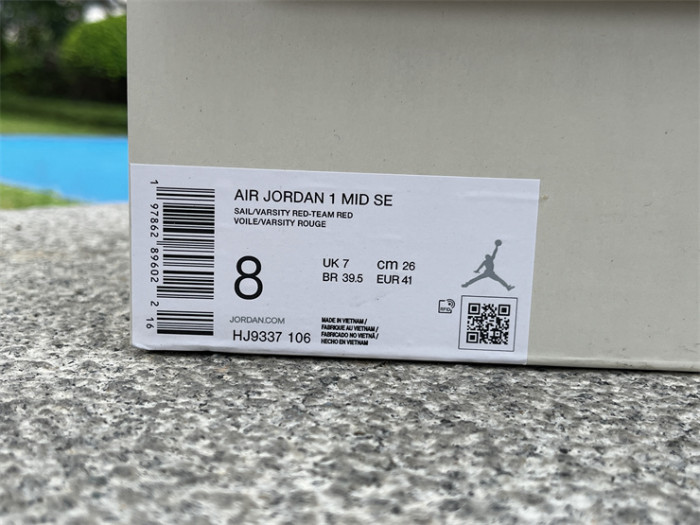 AIR JORDAN 1 MID SE
SAIL/VARSITY RED-TEAM RED
VOILE/VARSITY ROUGE
8
UK 7 cm 26
BR 39.5 EUR 41
JORDAN.COM
HJ9337 106
MADE IN VIETNAM /
FABRIQUE AU VIETNAM /
FABRICADO NO VIETNÃ /
HECHO EN VIETNAM
1 97862 89602 2 16
RFID